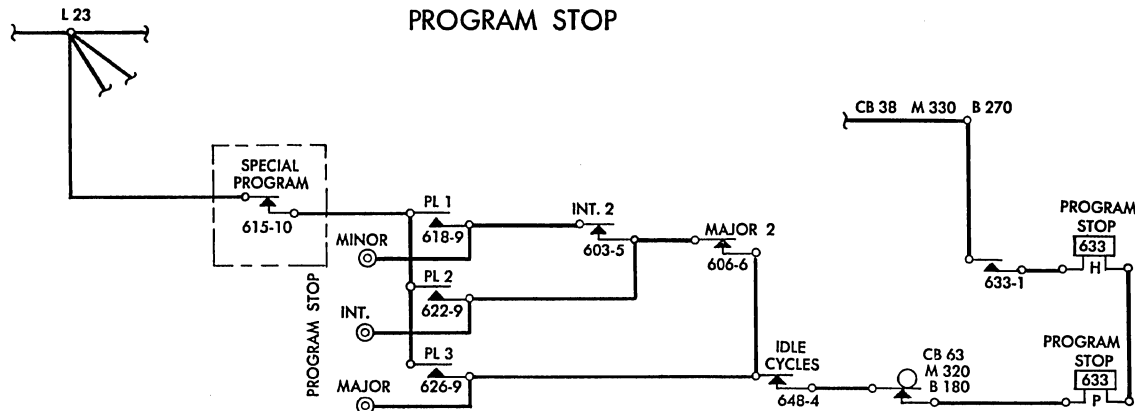 PROGRAM STOP
L 23
CB 38 M 330 B 270
SPECIAL
PROGRAM
615-10
PROGRAM STOP
PL 1
618-9
MINOR
INT. 2
603-5
MAJOR 2
606-6
PL 2
622-9
INT.
PL 3
626-9
MAJOR
IDLE
CYCLES
648-4
CB 63
M 320
B 180
633-1
PROGRAM
STOP
633
H
PROGRAM
STOP
633
P